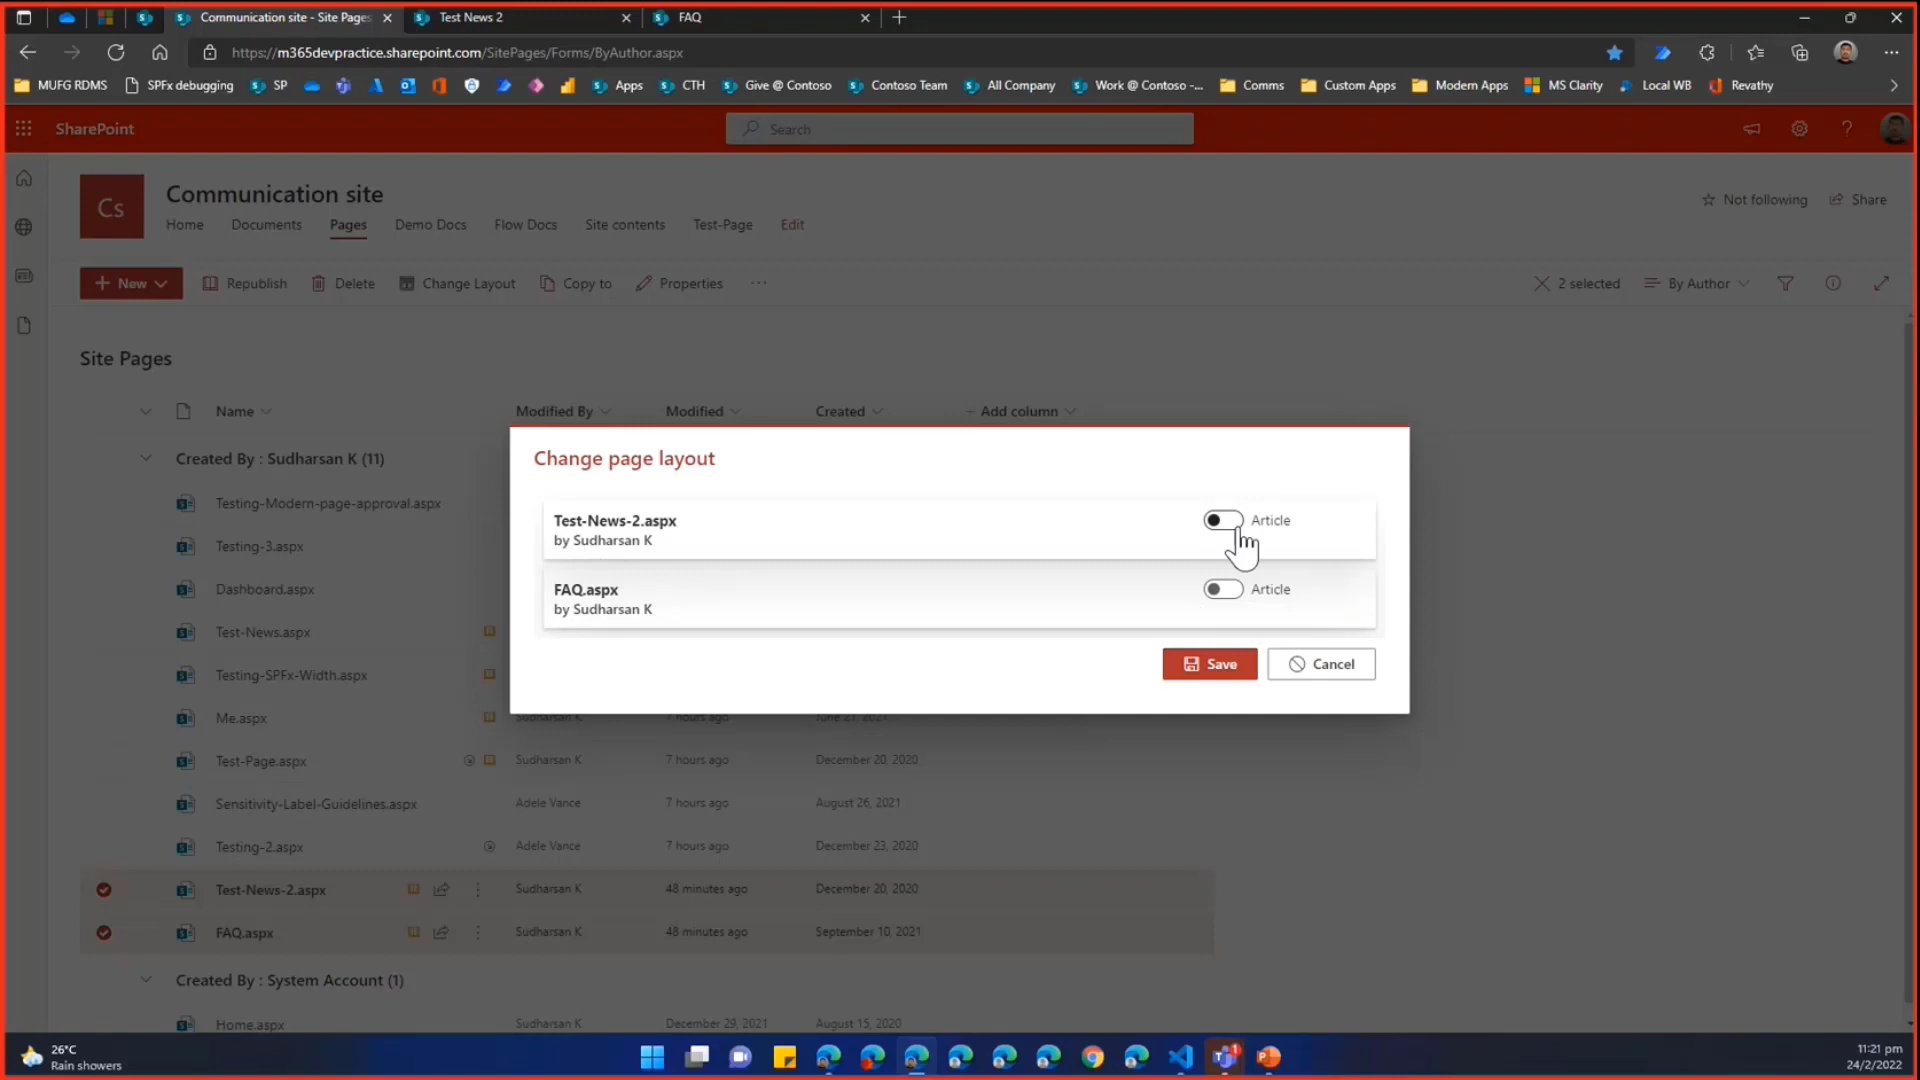 Communication site - Site Pages
Test News 2
FAQ
https://m365devpractice.sharepoint.com/SitePages/Forms/ByAuthor.aspx
MUFG RDMS
SPFx debugging
SP
Apps
CTH
Give @ Contoso
Contoso Team
All Company
Work @ Contoso -...
Comms
Custom Apps
Modern Apps
MS Clarity
Local WB
Revathy
SharePoint
Search
Cs
Communication site
Not following
Share
Home
Documents
Pages
Demo Docs
Flow Docs
Site contents
Test-Page
Edit
New
Republish
Delete
Change Layout
Copy to
Properties
...
2 selected
By Author
Site Pages
Name
Modified By
Modified
Created
Add column
Created By : Sudharsan K (11)
Testing-Modern-page-approval.aspx
Testing-3.aspx
Dashboard.aspx
Test-News.aspx
Testing-SPFx-Width.aspx
Me.aspx
Sudharsan K
7 hours ago
June 21, 2021
Test-Page.aspx
Sudharsan K
7 hours ago
December 20, 2020
Sensitivity-Label-Guidelines.aspx
Adele Vance
7 hours ago
August 26, 2021
Testing-2.aspx
Adele Vance
7 hours ago
December 23, 2020
Test-News-2.aspx
Sudharsan K
48 minutes ago
December 20, 2020
FAQ.aspx
Sudharsan K
48 minutes ago
September 10, 2021
Created By : System Account (1)
Home.aspx
Sudharsan K
December 29, 2021
August 15, 2020
Change page layout
Test-News-2.aspx
by Sudharsan K
Article
FAQ.aspx
by Sudharsan K
Article
Save
Cancel
26°C
Rain showers
1
11:21 pm
24/2/2022